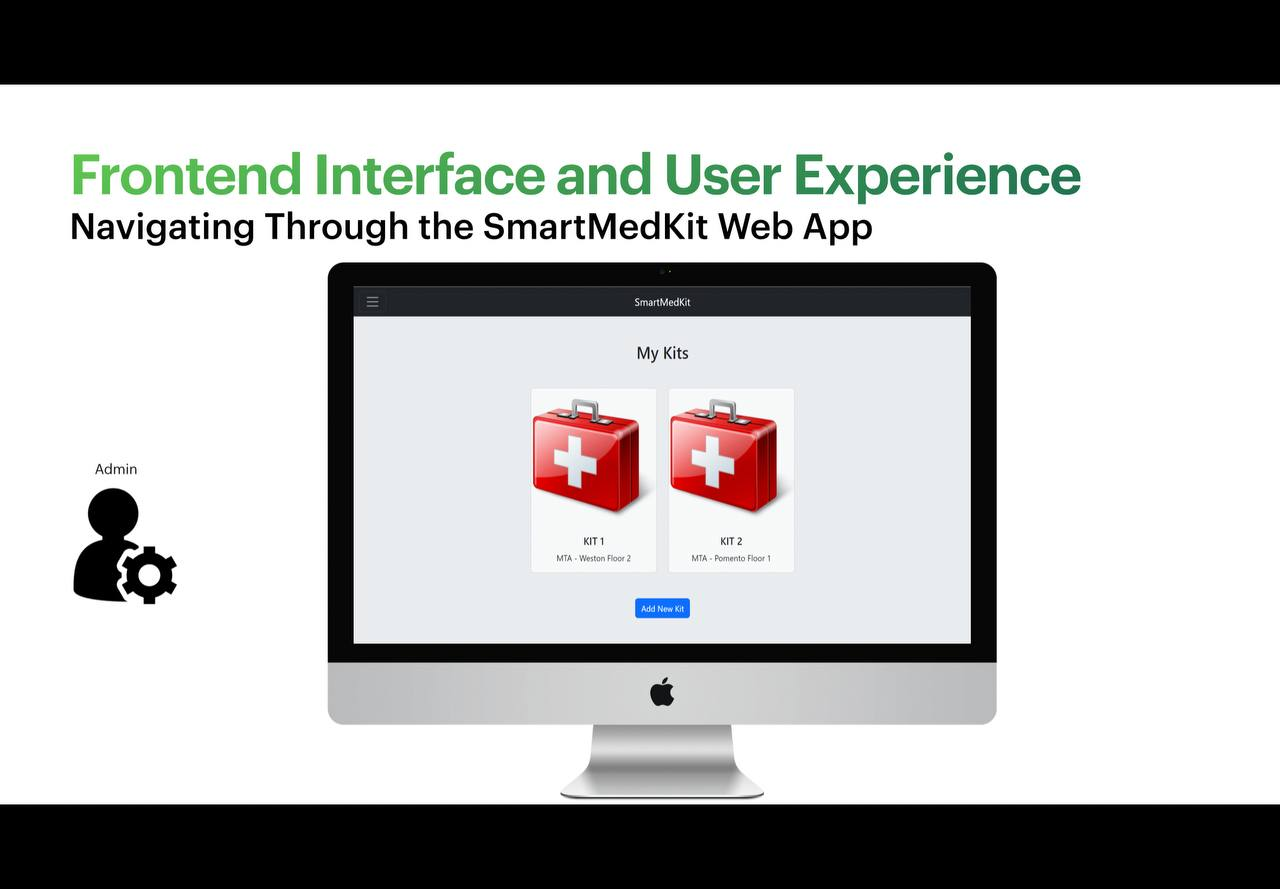 Frontend Interface and User Experience
Navigating Through the SmartMedKit Web App
SmartMedKit
My Kits
Admin
KIT 1
MTA - Weston Floor 2
KIT 2
MTA - Pomento Floor 1
Add New Kit